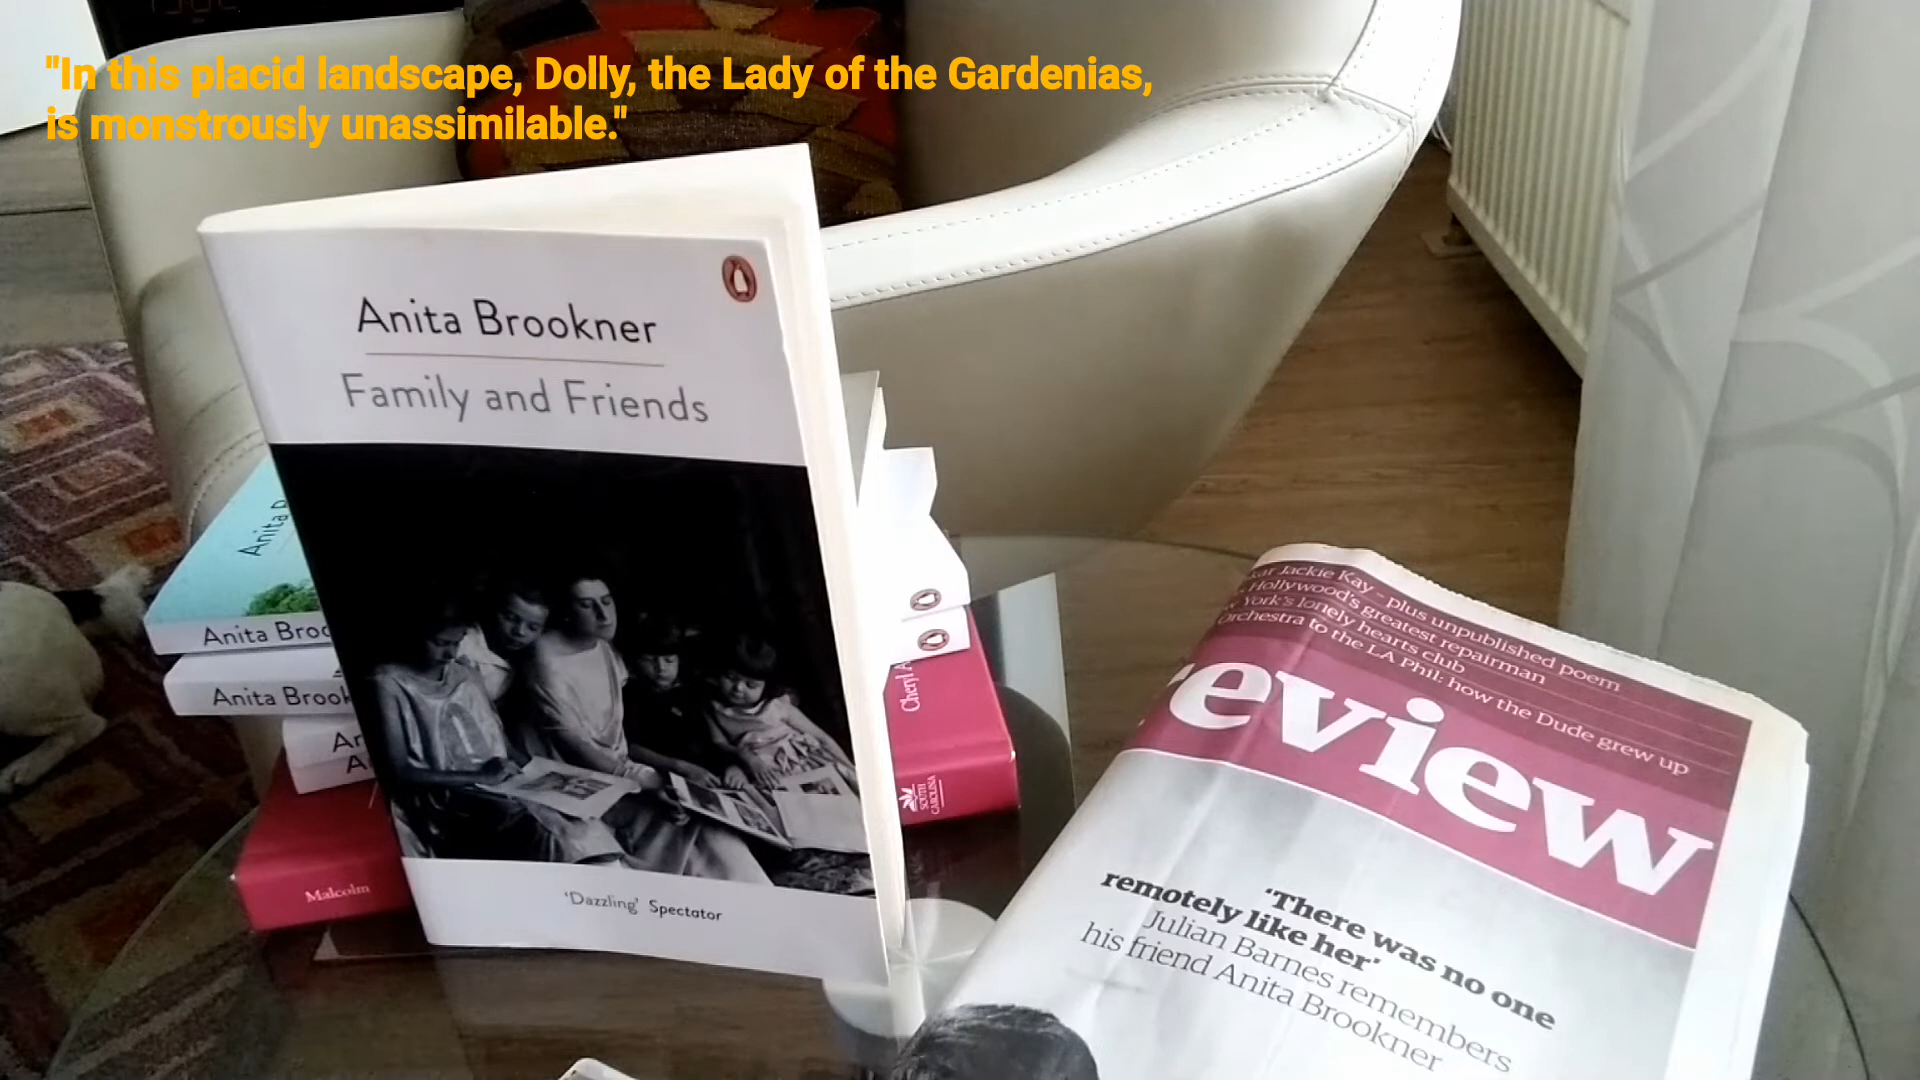 "In this placid landscape, Dolly, the Lady of the Gardenias,
is monstrously unassimilable."
Anita Brookner
Family and Friends
'Dazzling' Spectator
Anita
Anita
Anita
Malcolm
Cheryl
SOUTH
CAROLINA
Jackie Kay - plus unpublished poem
Hollywood's greatest repairman
York's lonely hearts club
Orchestra to the LA Phil: how the Dude grew up
eview
'There was no one
remotely like her'
Julian Barnes remembers
his friend Anita Brookner